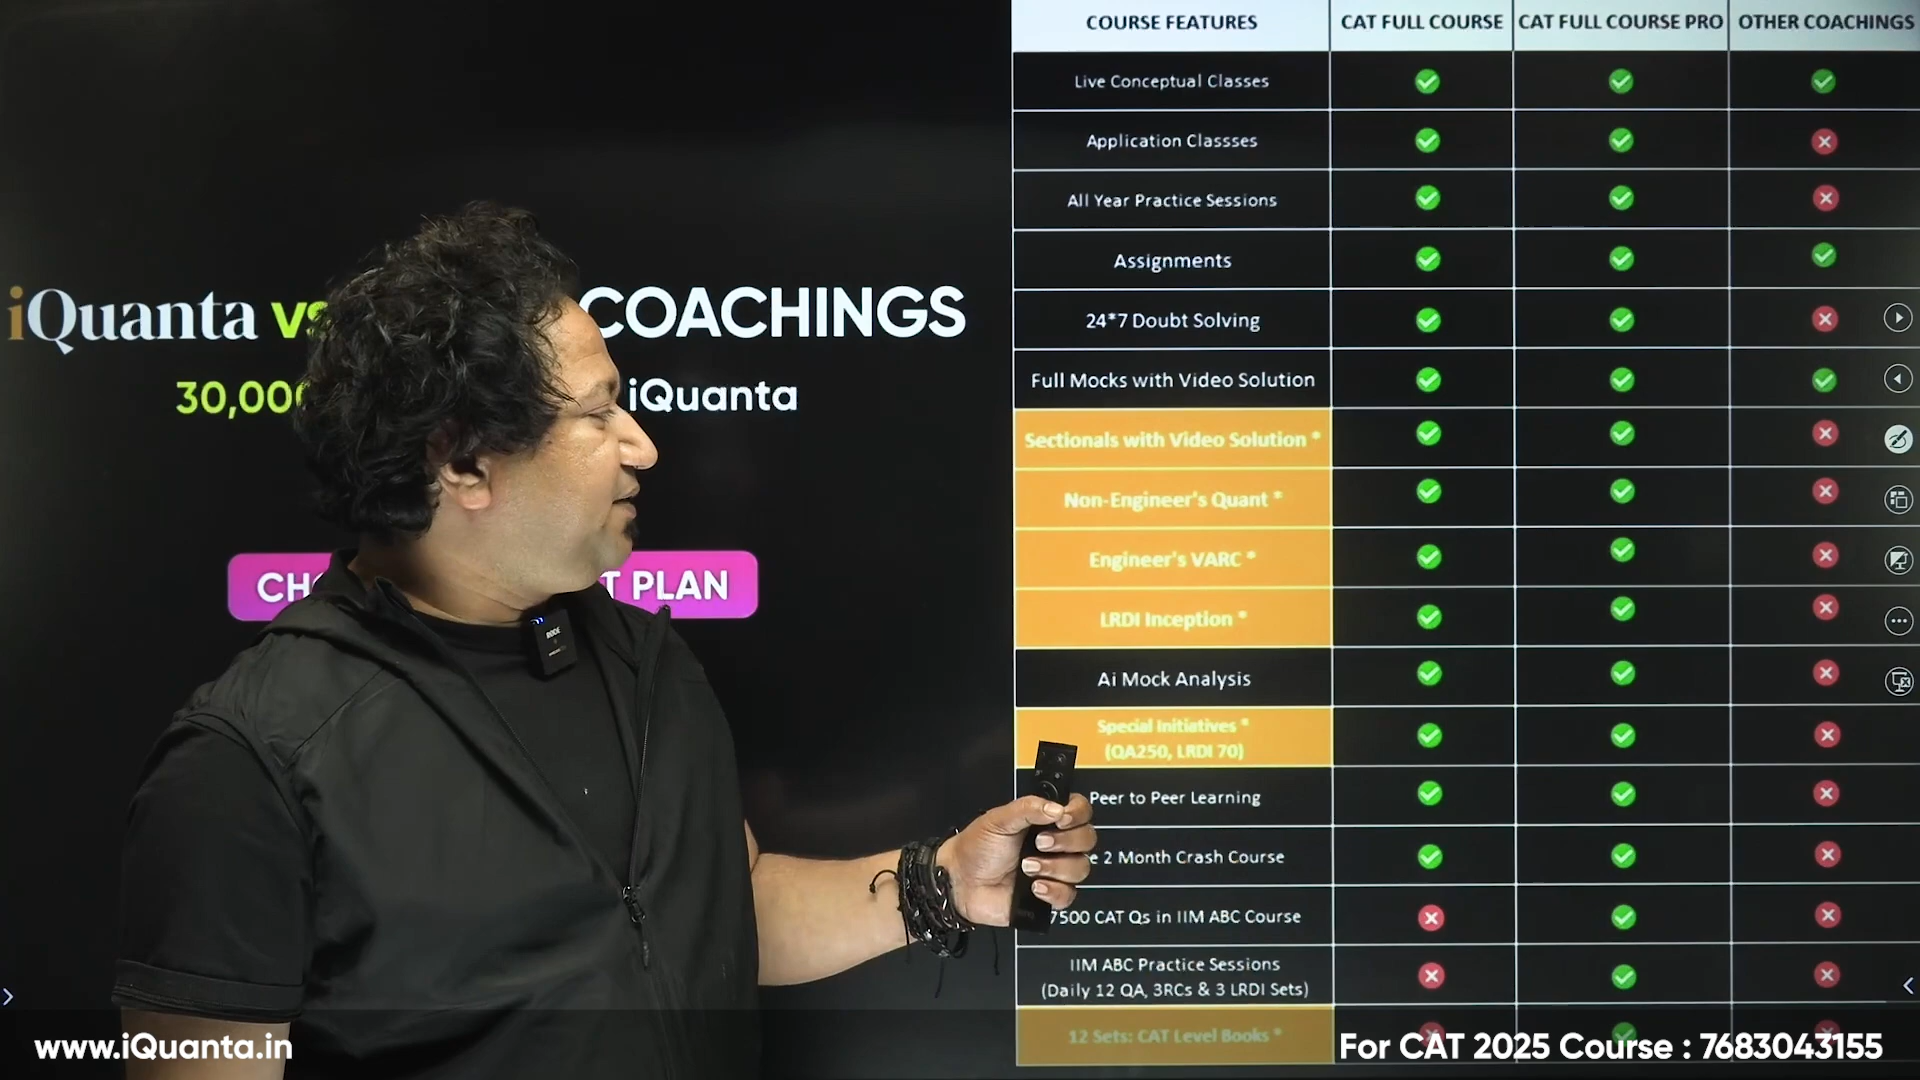 iQuanta vs COACHINGS
30,00 iQuanta
CH T PLAN
RODE
COURSE FEATURES CAT FULL COURSE CAT FULL COURSE PRO OTHER COACHINGS
Live Conceptual Classes
Application Classses
All Year Practice Sessions
Assignments
24*7 Doubt Solving
Full Mocks with Video Solution
Sectionals with Video Solution *
Non-Engineer's Quant *
Engineer's VARC *
LRDI Inception *
Ai Mock Analysis
Special Initiatives *
(QA250, LRDI 70)
Peer to Peer Learning
e 2 Month Crash Course
7500 CAT Qs in IIM ABC Course
IIM ABC Practice Sessions
(Daily 12 QA, 3RCs & 3 LRDI Sets)
12 Sets: CAT Level Books *
www.iQuanta.in
For CAT 2025 Course : 7683043155